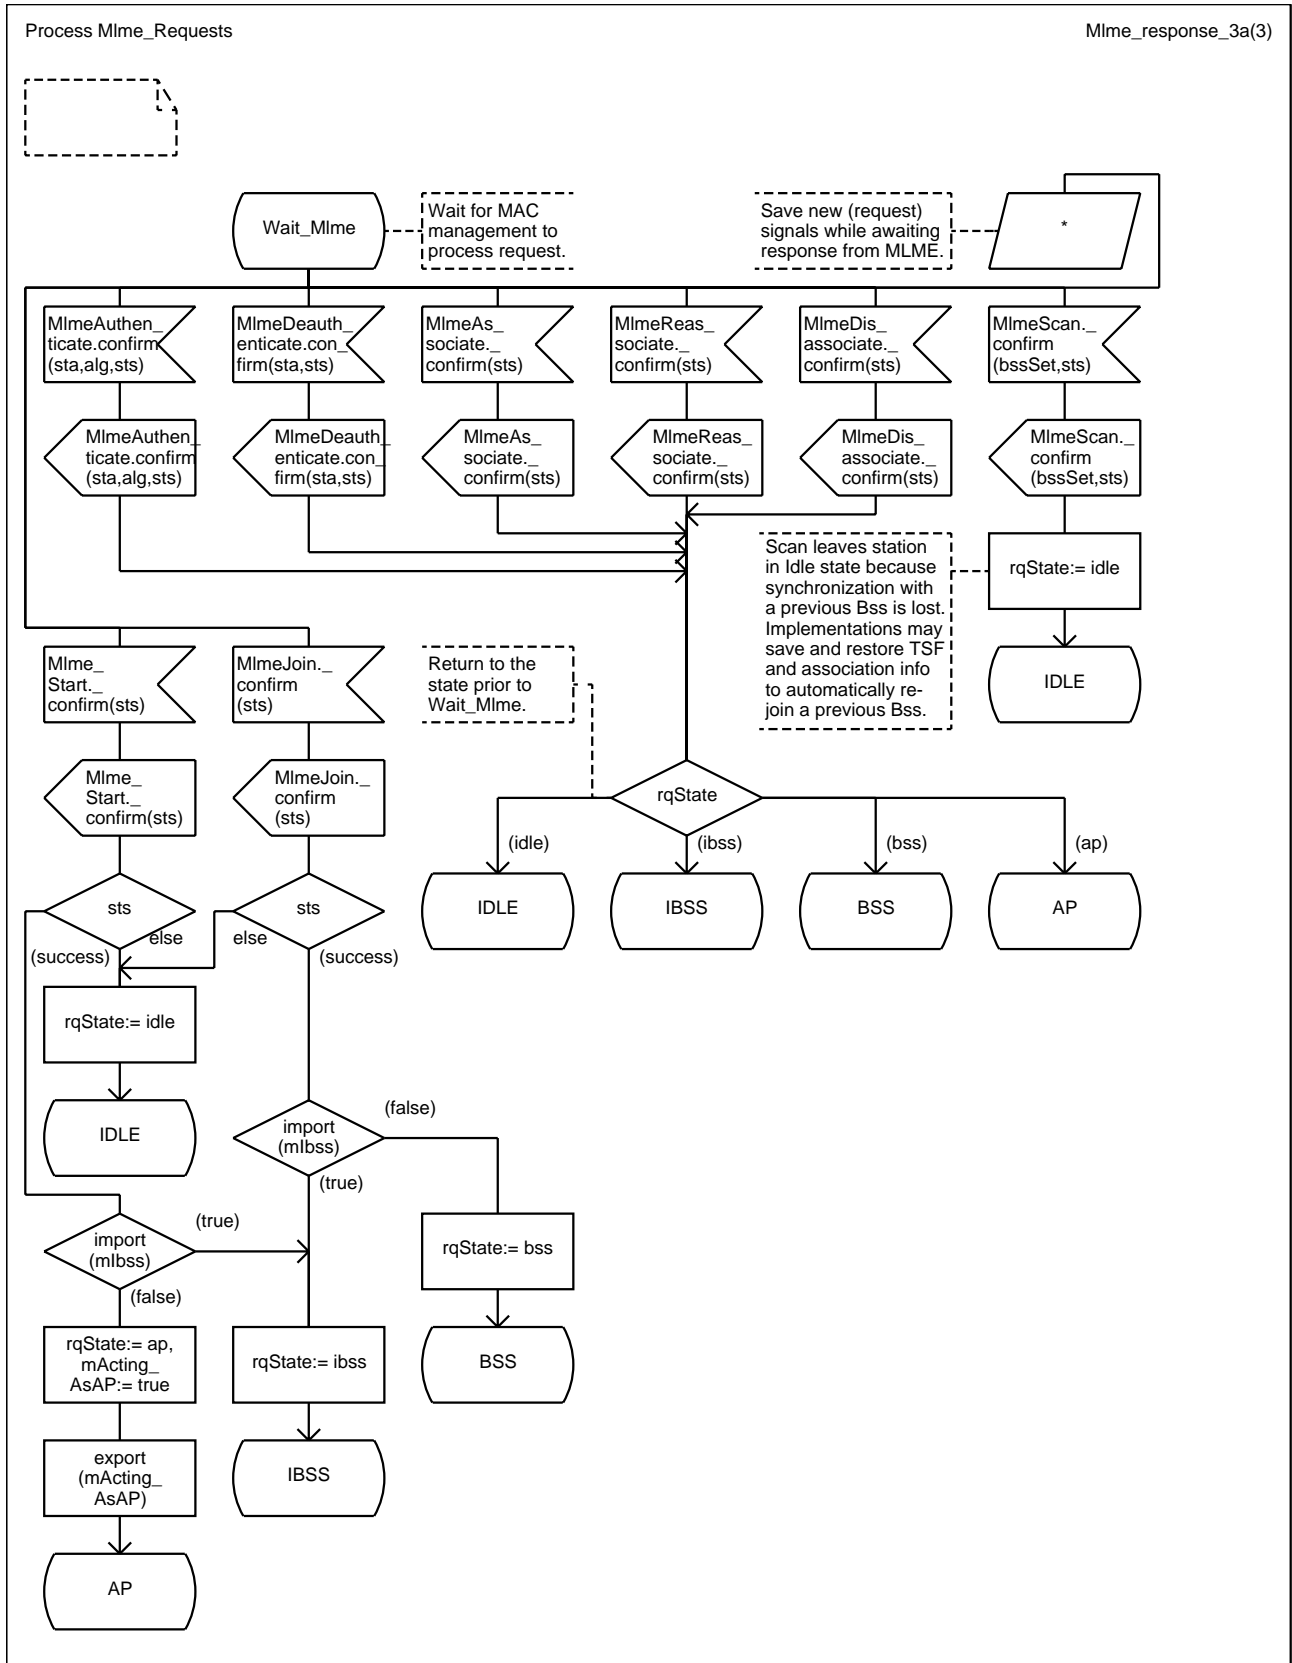 Process Mlme_Requests
Mlme_response_3a(3)
Wait_Mlme
Wait for MAC
management to
process request.
Save new (request)
signals while awaiting
response from MLME.
*
MlmeAuthen_
ticate.confirm
(sta,alg,sts)
MlmeDeauth_
enticate.con_
firm(sta,sts)
MlmeAs_
sociate._
confirm(sts)
MlmeReas_
sociate._
confirm(sts)
MlmeDis_
associate._
confirm(sts)
MlmeScan._
confirm
(bssSet,sts)
MlmeAuthen_
ticate.confirm
(sta,alg,sts)
MlmeDeauth_
enticate.con_
firm(sta,sts)
MlmeAs_
sociate._
confirm(sts)
MlmeReas_
sociate._
confirm(sts)
MlmeDis_
associate._
confirm(sts)
MlmeScan._
confirm
(bssSet,sts)
Scan leaves station
in Idle state because
synchronization with
a previous Bss is lost.
Implementations may
save and restore TSF
and association info
to automatically re-
join a previous Bss.
rqState:= idle
IDLE
Mlme_
Start._
confirm(sts)
MlmeJoin._
confirm
(sts)
Return to the
state prior to
Wait_Mlme.
Mlme_
Start._
confirm(sts)
MlmeJoin._
confirm
(sts)
rqState
(idle)
(ibss)
(bss)
(ap)
IDLE
IBSS
BSS
AP
sts
sts
else
else
(success)
(success)
rqState:= idle
IDLE
import
(mIbss)
(false)
(true)
import
(mIbss)
(true)
(false)
rqState:= bss
BSS
rqState:= ap,
mActing_
AsAP:= true
rqState:= ibss
export
(mActing_
AsAP)
IBSS
AP